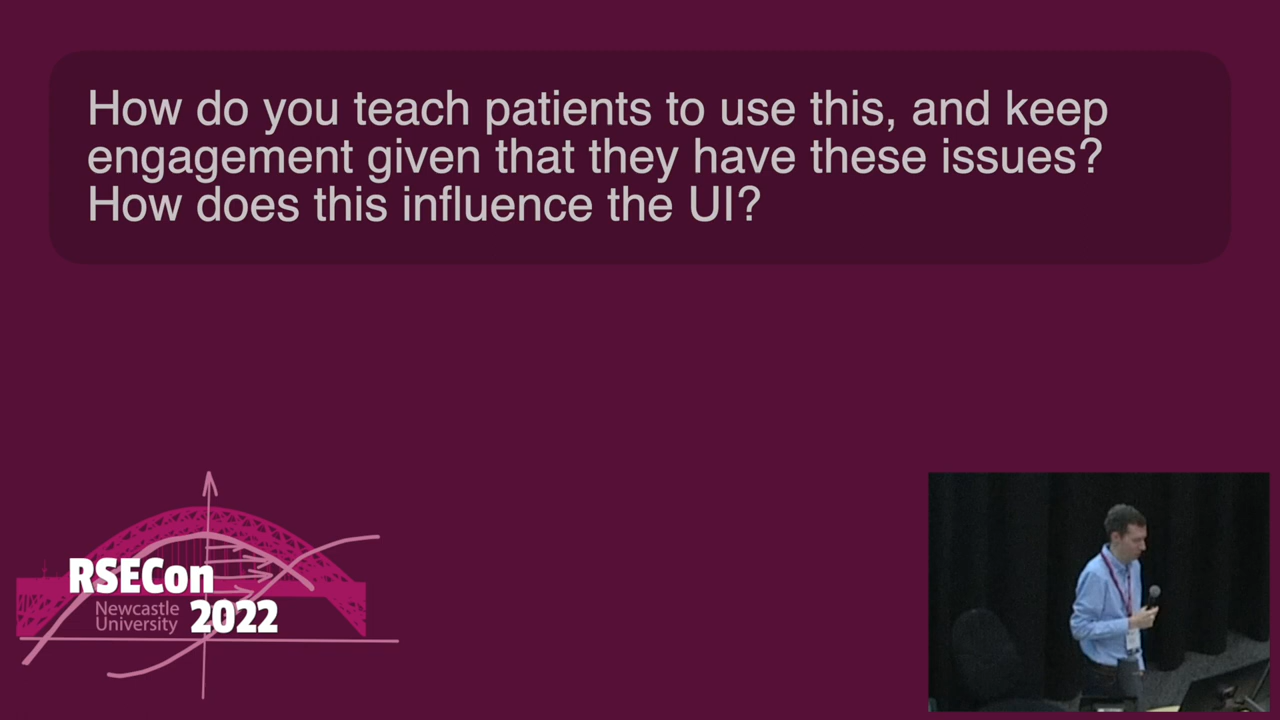 How do you teach patients to use this, and keep
engagement given that they have these issues?
How does this influence the UI?
RSECon
Newcastle
University 2022